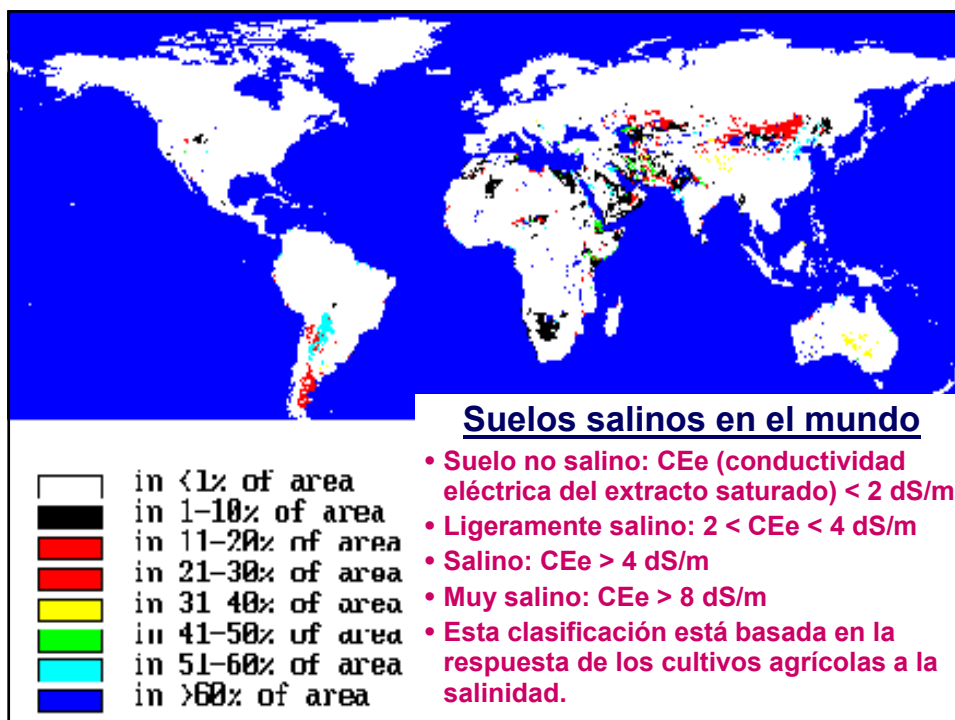 Suelos salinos en el mundo
• Suelo no salino: CEe (conductividad
eléctrica del extracto saturado) < 2 dS/m
• Ligeramente salino: 2 < CEe < 4 dS/m
• Salino: CEe > 4 dS/m
• Muy salino: CEe > 8 dS/m
• Esta clasificación está basada en la
respuesta de los cultivos agrícolas a la
salinidad.
in <1% of area
in 1-10% of area
in 11-20% of area
in 21-30% of area
in 31 40% of area
in 41-50% of area
in 51-60% of area
in >60% of area